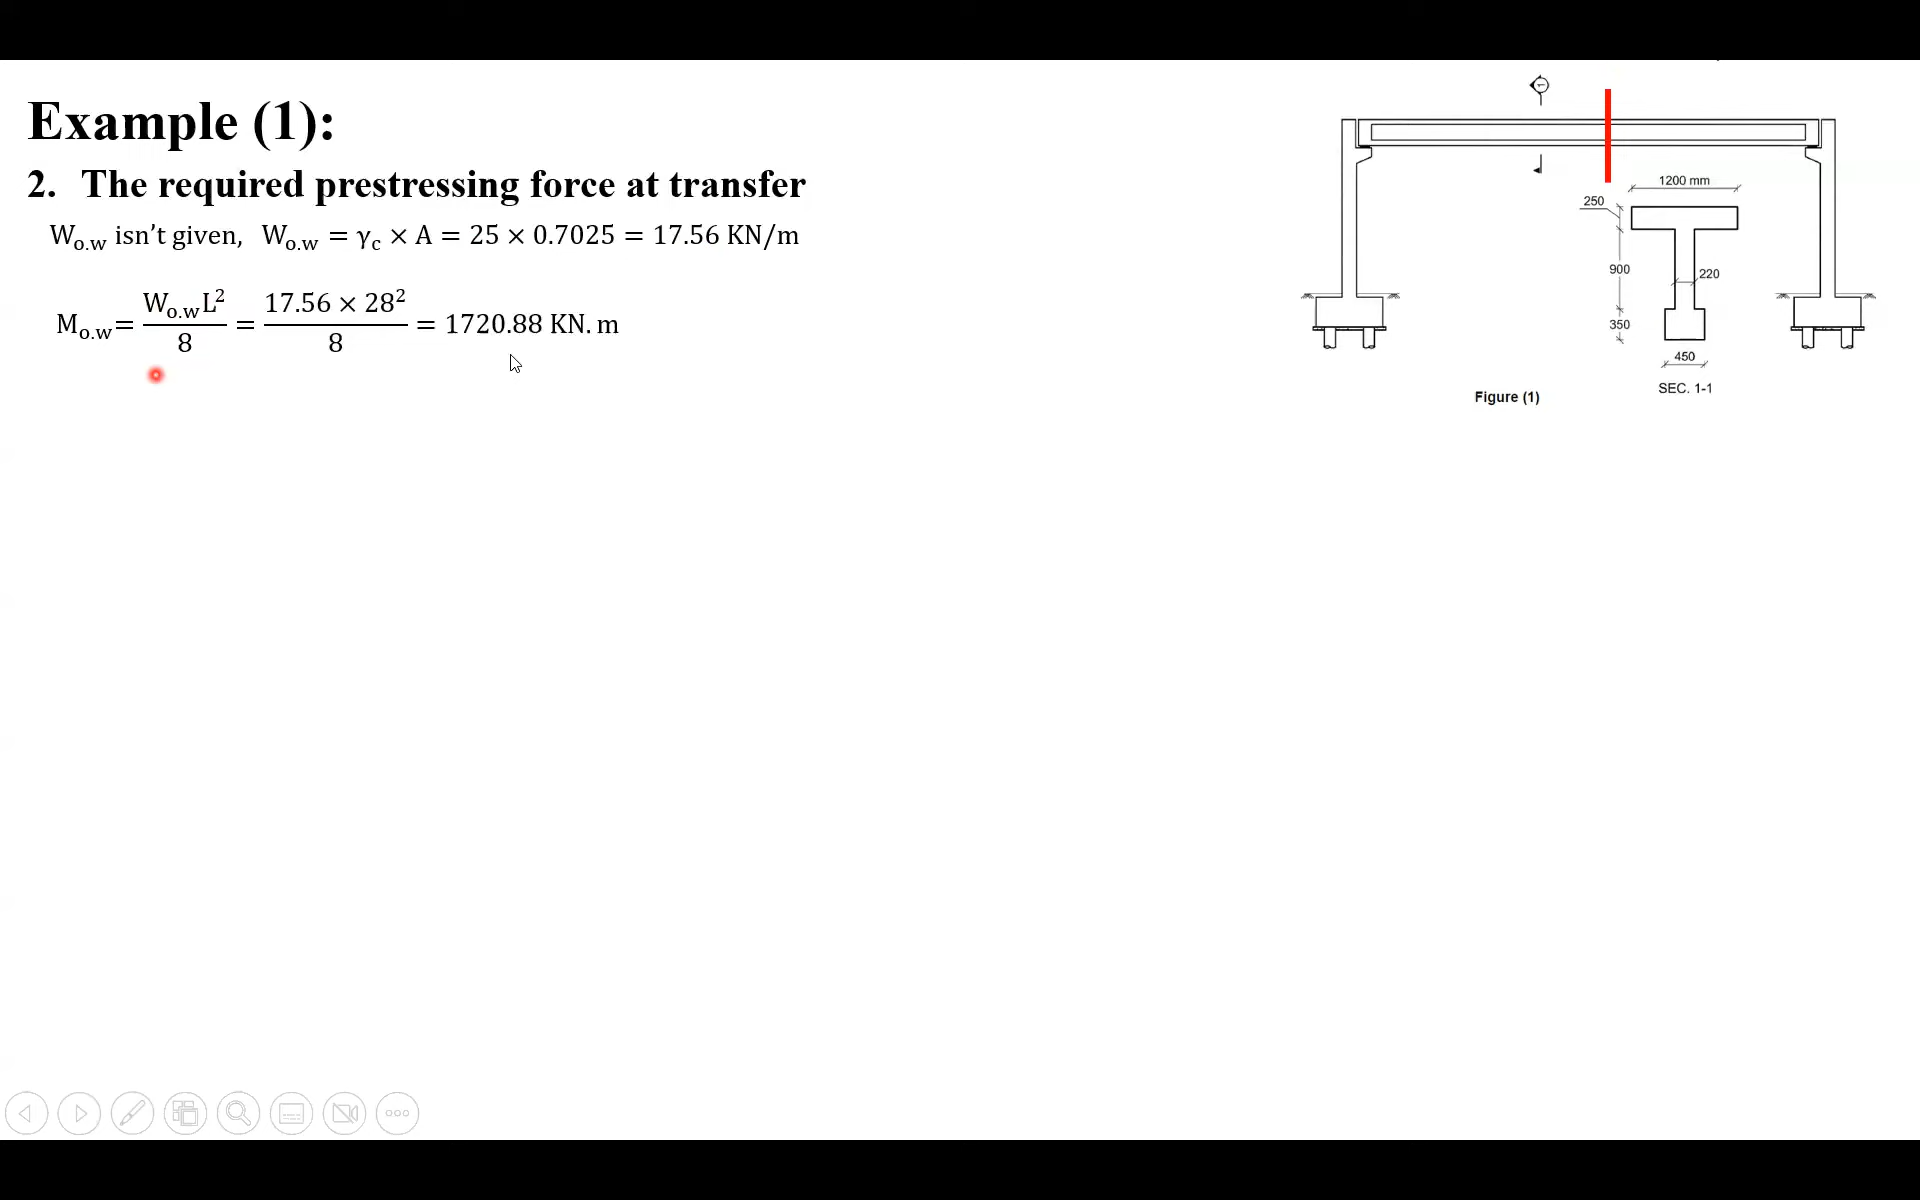 Example (1):
2. The required prestressing force at transfer
W_o.w isn’t given, W_o.w = γ_c × A = 25 × 0.7025 = 17.56 KN/m
M_o.w = W_o.w L² / 8 = 17.56 × 28² / 8 = 1720.88 KN. m
1
1200 mm
250
900
220
350
450
SEC. 1-1
Figure (1)